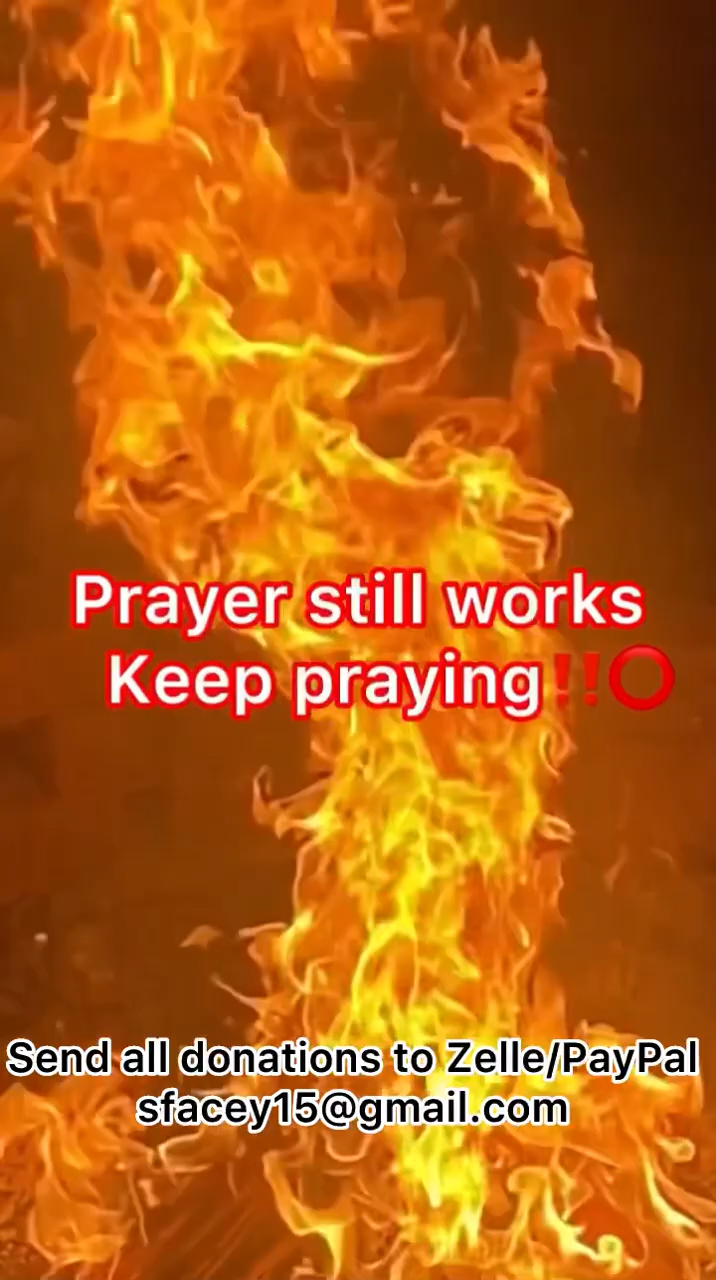 Prayer still works
Keep praying‼️⭕
Send all donations to Zelle/PayPal
sfacey15@gmail.com